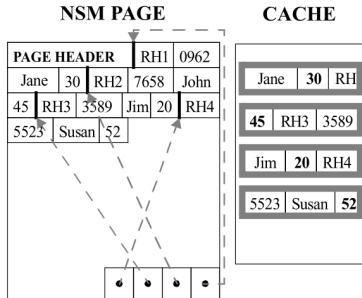 NSM PAGE
CACHE
PAGE HEADER RH1 0962
Jane 30 RH2 7658 John
45 RH3 3589 Jim 20 RH4
5523 Susan 52
Jane 30 RH
45 RH3 3589
Jim 20 RH4
5523 Susan 52